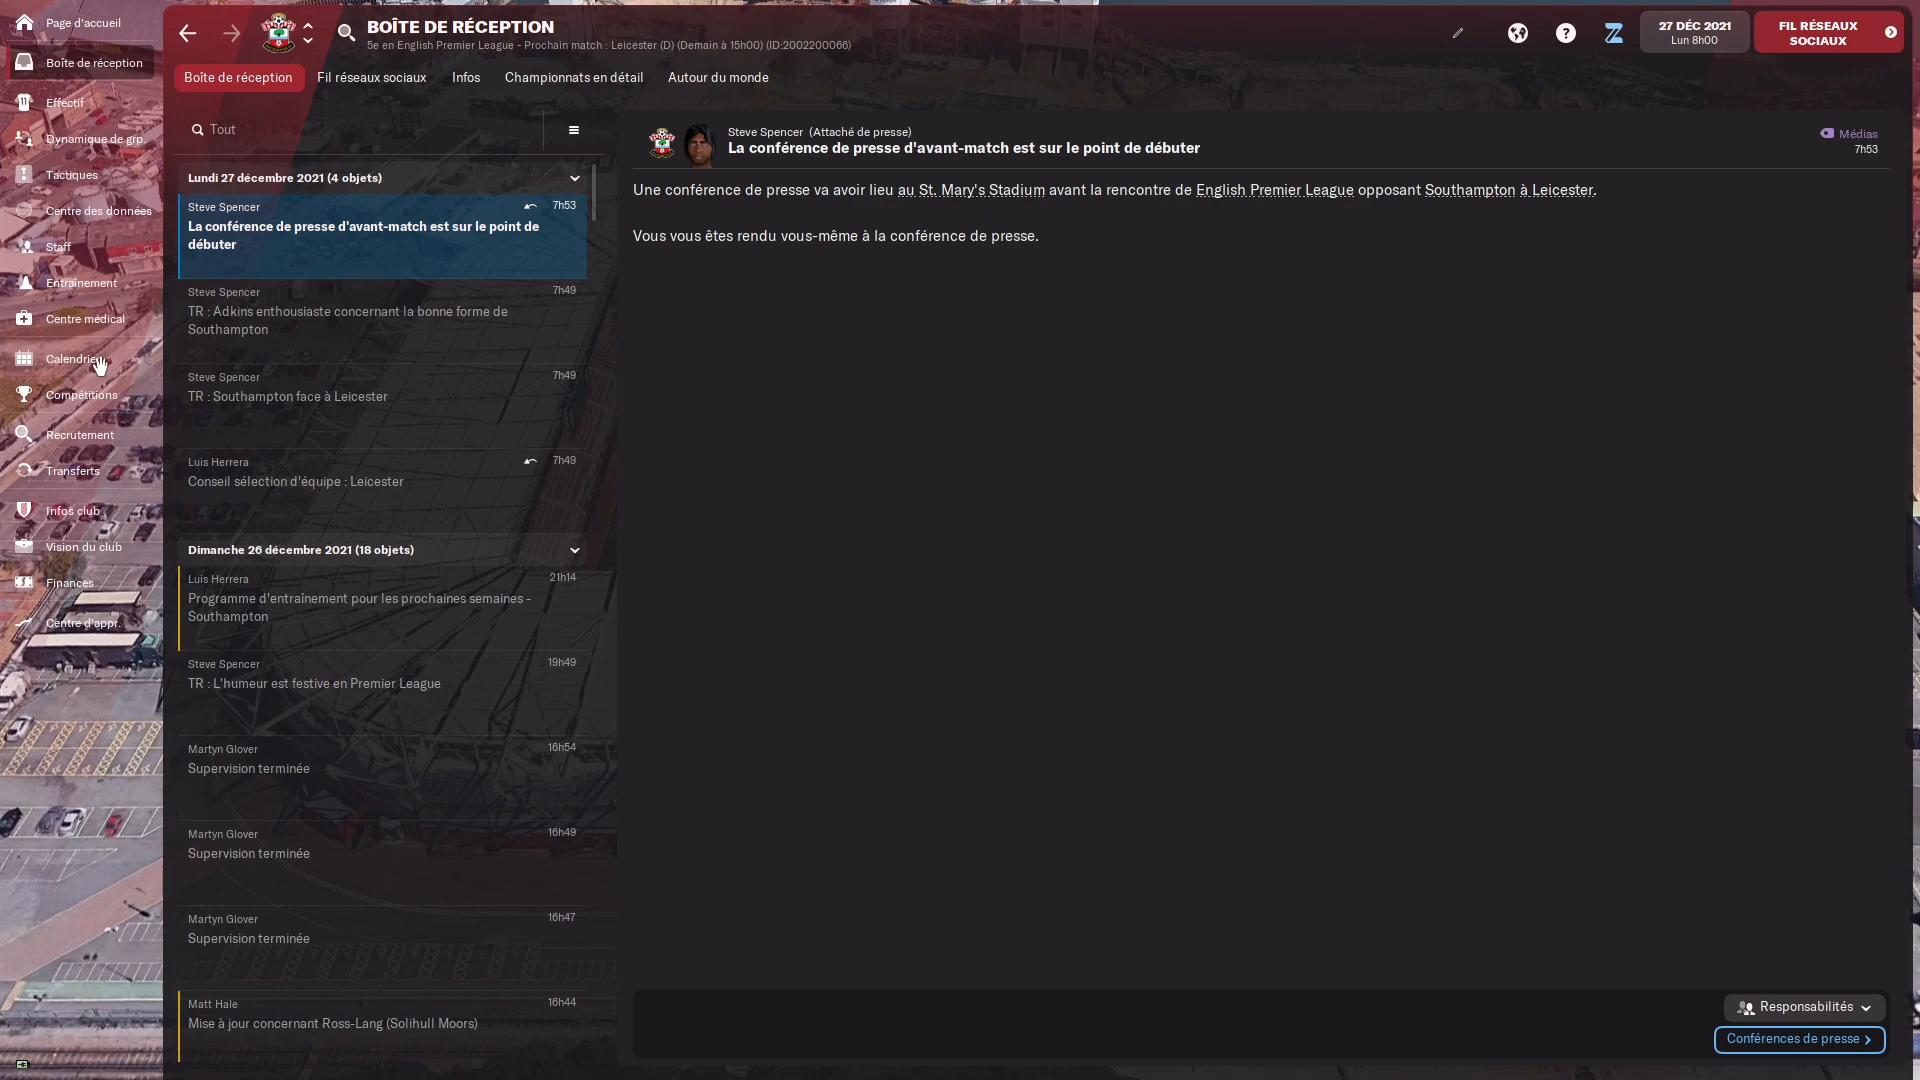 Page d'accueil
Boîte de réception
Effectif
Dynamique de grp.
Tactiques
Centre des données
Staff
Entraînement
Centre médical
Calendrier
Compétitions
Recrutement
Transferts
Infos club
Vision du club
Finances
Centre d'appr.
BOÎTE DE RÉCEPTION
5e en English Premier League - Prochain match : Leicester (D) (Demain à 15h00) (ID:2002200066)
27 DÉC 2021
Lun 8h00
FIL RÉSEAUX
SOCIAUX
Boîte de réception
Fil réseaux sociaux
Infos
Championnats en détail
Autour du monde
Tout
Lundi 27 décembre 2021 (4 objets)
Steve Spencer
7h53
La conférence de presse d'avant-match est sur le point de
débuter
Steve Spencer
7h49
TR : Adkins enthousiaste concernant la bonne forme de
Southampton
Steve Spencer
7h49
TR : Southampton face à Leicester
Luis Herrera
7h49
Conseil sélection d'équipe : Leicester
Dimanche 26 décembre 2021 (18 objets)
Luis Herrera
21h14
Programme d'entraînement pour les prochaines semaines -
Southampton
Steve Spencer
19h49
TR : L'humeur est festive en Premier League
Martyn Glover
16h54
Supervision terminée
Martyn Glover
16h49
Supervision terminée
Martyn Glover
16h47
Supervision terminée
Matt Hale
16h44
Mise à jour concernant Ross-Lang (Solihull Moors)
Steve Spencer (Attaché de presse)
La conférence de presse d'avant-match est sur le point de débuter
Médias
7h53
Une conférence de presse va avoir lieu au St. Mary's Stadium avant la rencontre de English Premier League opposant Southampton à Leicester.
Vous vous êtes rendu vous-même à la conférence de presse.
Responsabilités
Conférences de presse